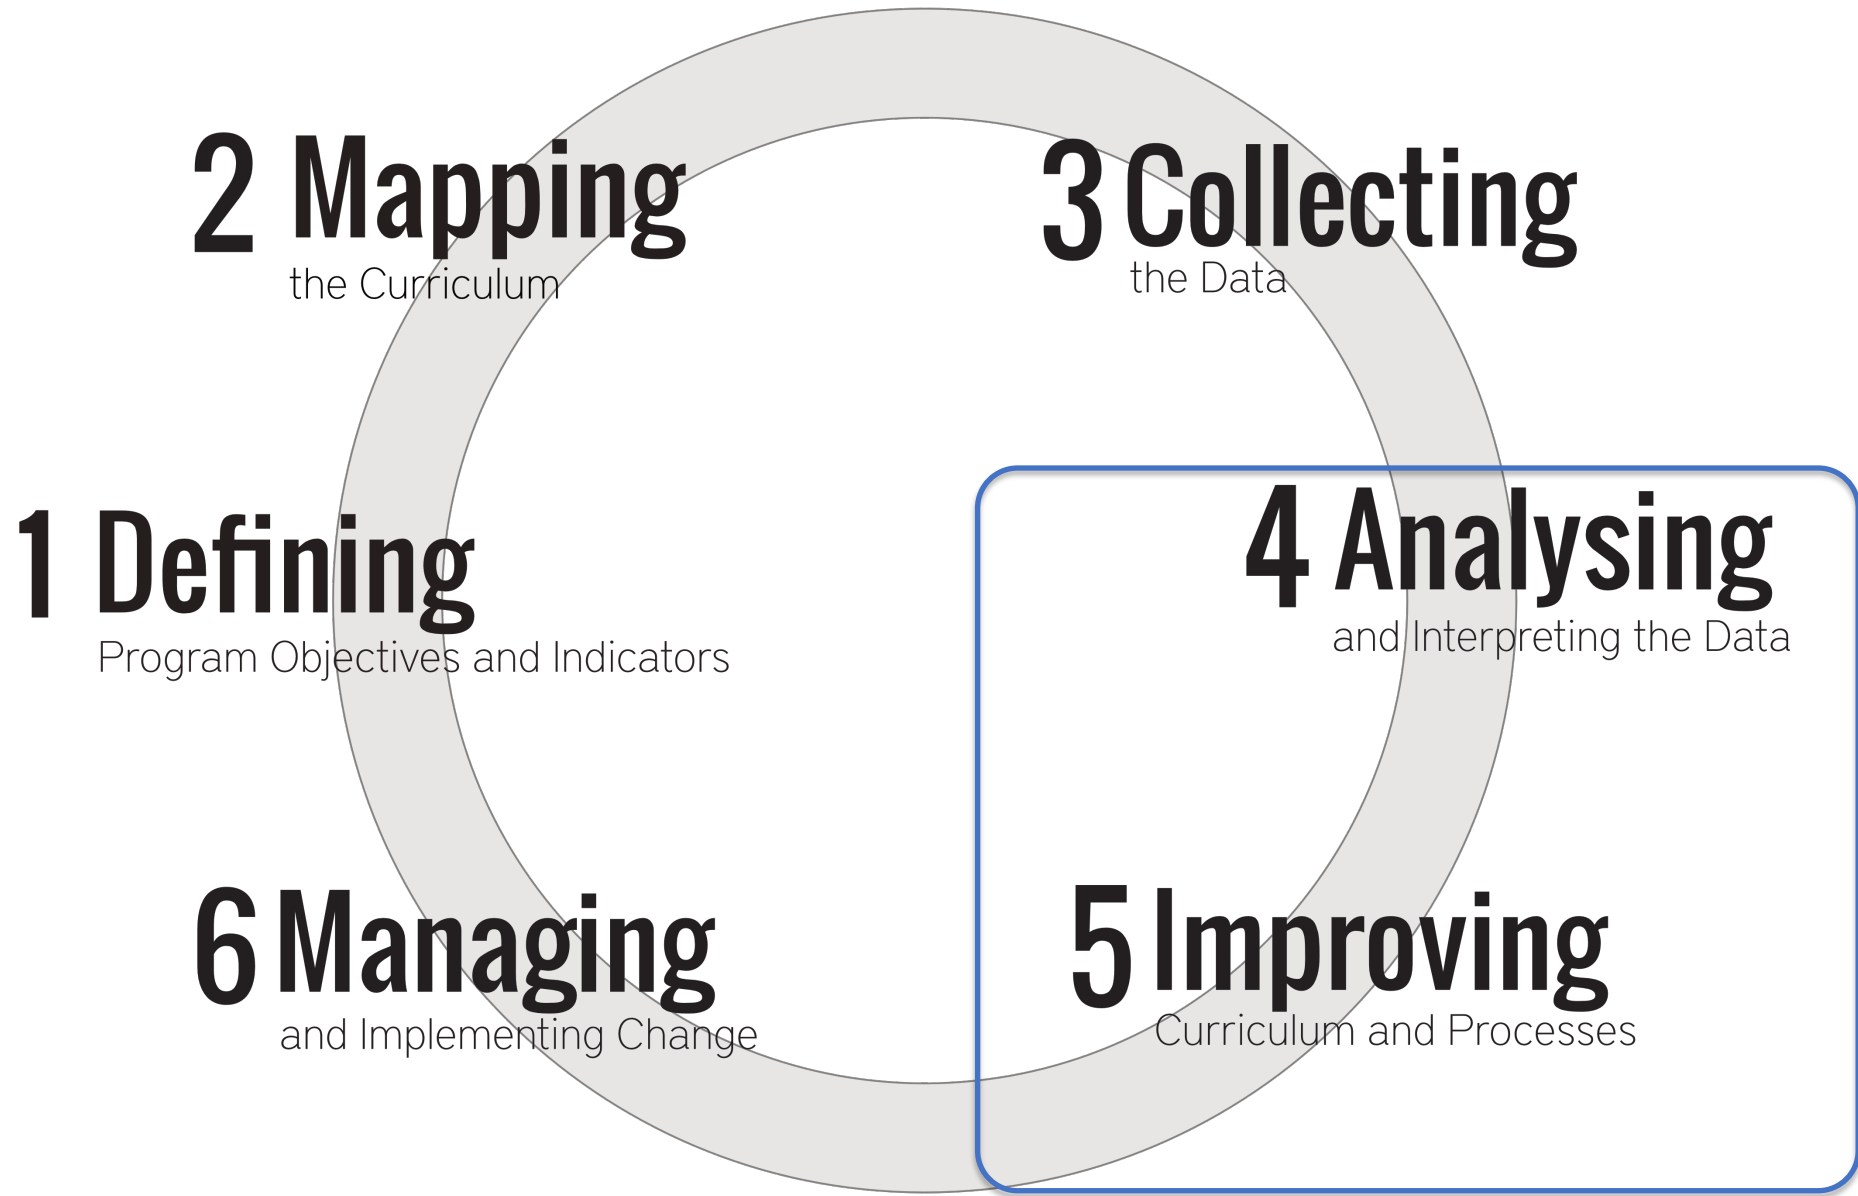 2 Mapping
the Curriculum
3 Collecting
the Data
1 Defining
Program Objectives and Indicators
4 Analysing
and Interpreting the Data
6 Managing
and Implementing Change
5 Improving
Curriculum and Processes